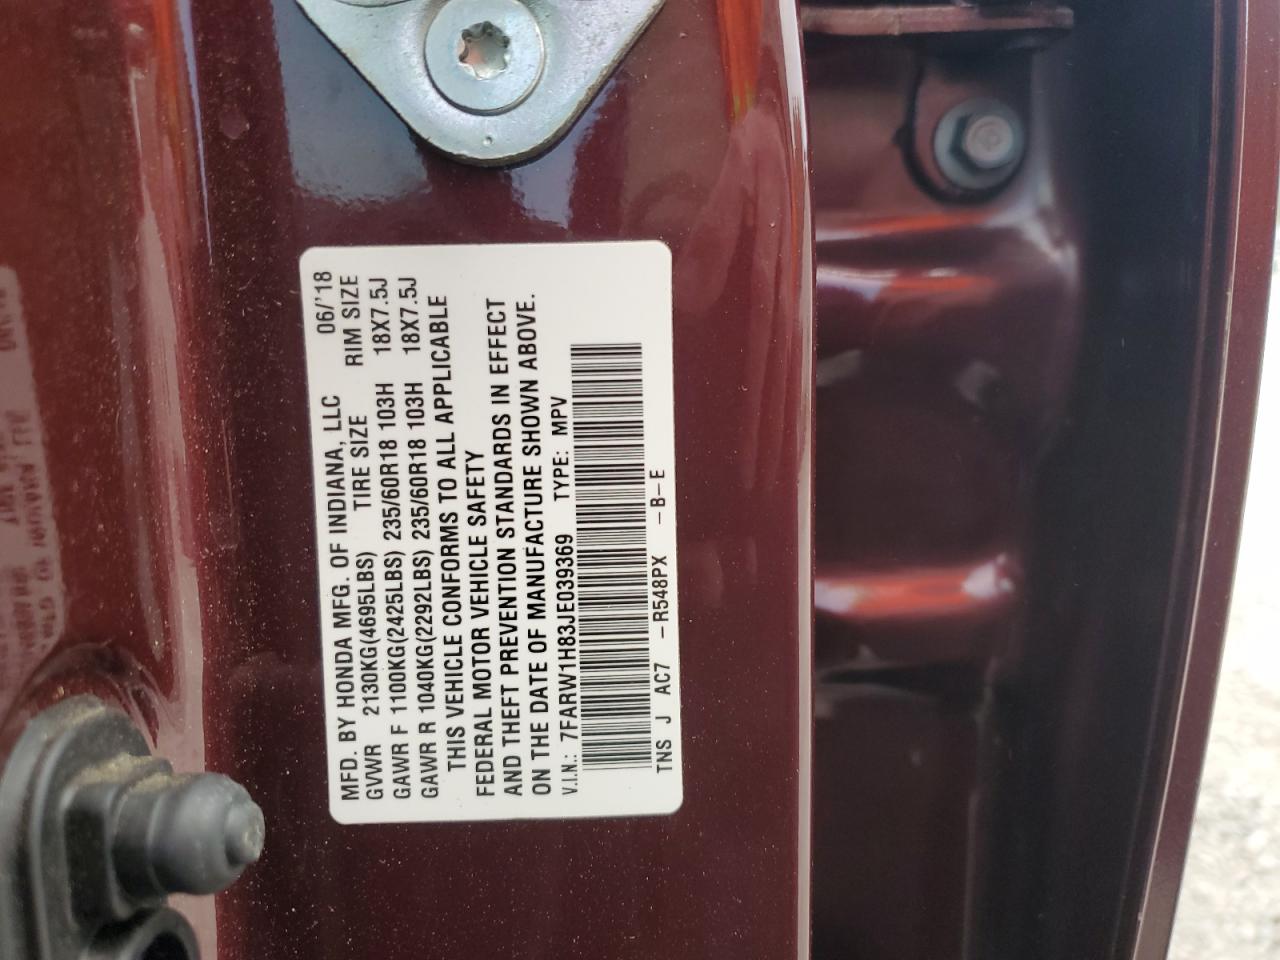 MFD. BY HONDA MFG. OF INDIANA, LLC 06/'18
GVWR 2130KG(4695LBS) TIRE SIZE RIM SIZE
GAWR F 1100KG(2425LBS) 235/60R18 103H 18X7.5J
GAWR R 1040KG(2292LBS) 235/60R18 103H 18X7.5J
THIS VEHICLE CONFORMS TO ALL APPLICABLE
FEDERAL MOTOR VEHICLE SAFETY
AND THEFT PREVENTION STANDARDS IN EFFECT
ON THE DATE OF MANUFACTURE SHOWN ABOVE.
V.I.N.: 7FARW1H83JE039369 TYPE: MPV
TNS J AC7 -R548PX -B-E